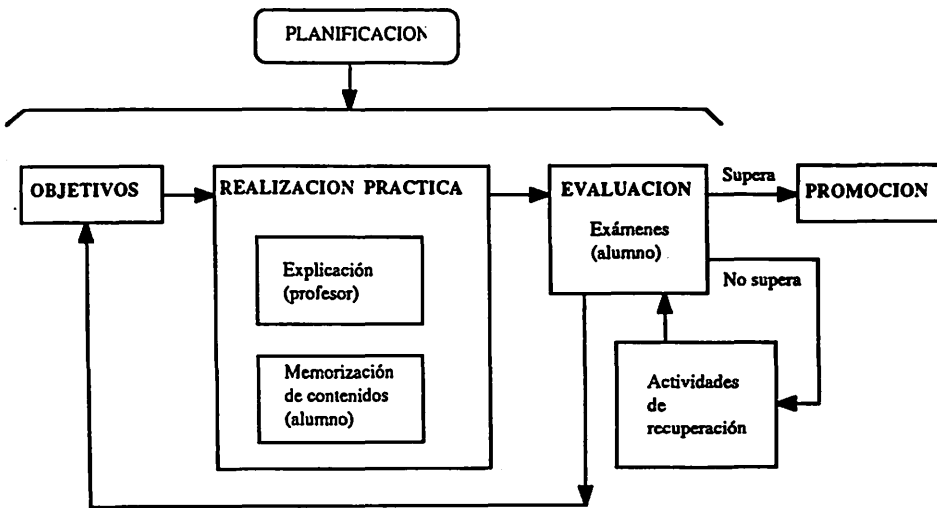 PLANIFICACION
OBJETIVOS
REALIZACION PRACTICA
Explicación
(profesor)
Memorización
de contenidos
(alumno)
EVALUACION
Exámenes
(alumno)
Supera
PROMOCION
No supera
Actividades
de
recuperación